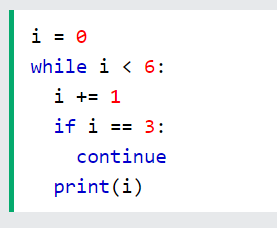 i = 0
while i < 6:
  i += 1
  if i == 3:
    continue
  print(i)